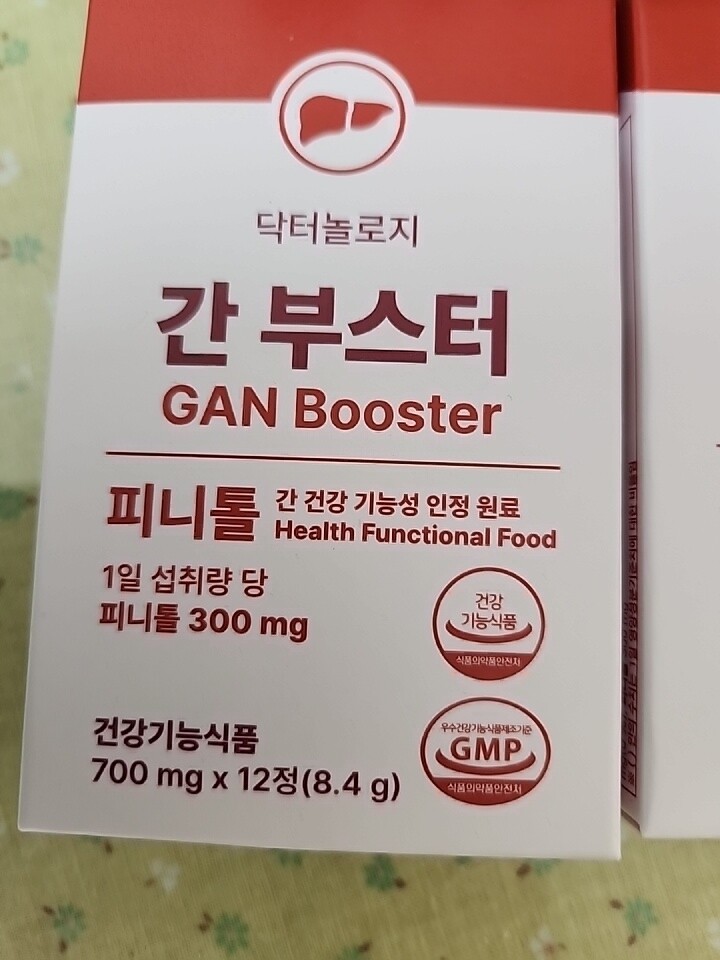 닥터놀로지
간 부스터
GAN Booster
피니톨 간 건강 기능성 인정 원료
Health Functional Food
1일 섭취량 당
피니톨 300 mg
건강
기능식품
식품의약품안전처
건강기능식품
700 mg x 12정(8.4 g)
우수건강기능식품제조기준
GMP
식품의약품안전처